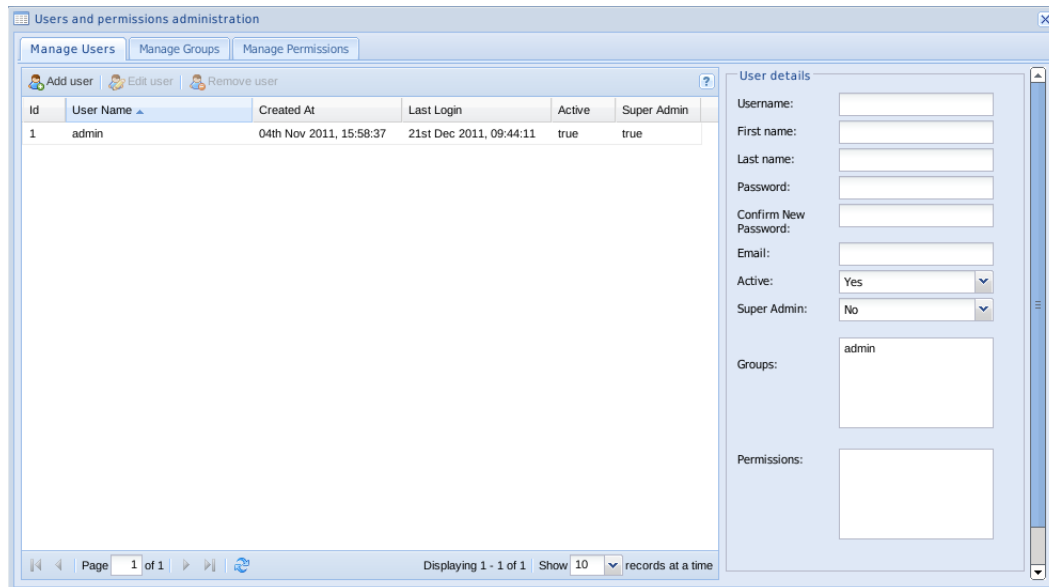 Users and permissions administration
Manage Users Manage Groups Manage Permissions
Add user Edit user Remove user ?
Id User Name Created At Last Login Active Super Admin
1 admin 04th Nov 2011, 15:58:37 21st Dec 2011, 09:44:11 true true
Page 1 of 1 Displaying 1 - 1 of 1 Show 10 records at a time
User details
Username:
First name:
Last name:
Password:
Confirm New
Password:
Email:
Active: Yes
Super Admin: No
Groups: admin
Permissions: